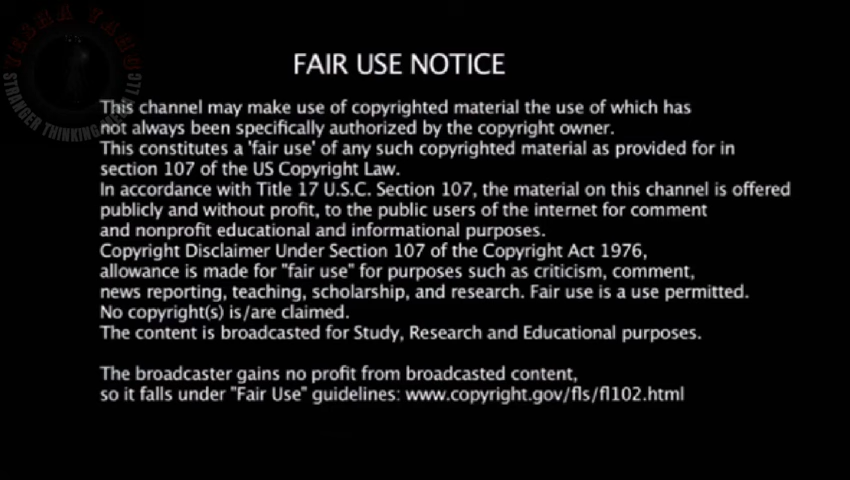 YESHA YAHU
STRANGER THINKING MEDIA LLC
FAIR USE NOTICE
This channel may make use of copyrighted material the use of which has
not always been specifically authorized by the copyright owner.
This constitutes a 'fair use' of any such copyrighted material as provided for in
section 107 of the US Copyright Law.
In accordance with Title 17 U.S.C. Section 107, the material on this channel is offered
publicly and without profit, to the public users of the internet for comment
and nonprofit educational and informational purposes.
Copyright Disclaimer Under Section 107 of the Copyright Act 1976,
allowance is made for "fair use" for purposes such as criticism, comment,
news reporting, teaching, scholarship, and research. Fair use is a use permitted.
No copyright(s) is/are claimed.
The content is broadcasted for Study, Research and Educational purposes.
The broadcaster gains no profit from broadcasted content,
so it falls under "Fair Use" guidelines: www.copyright.gov/fls/fl102.html